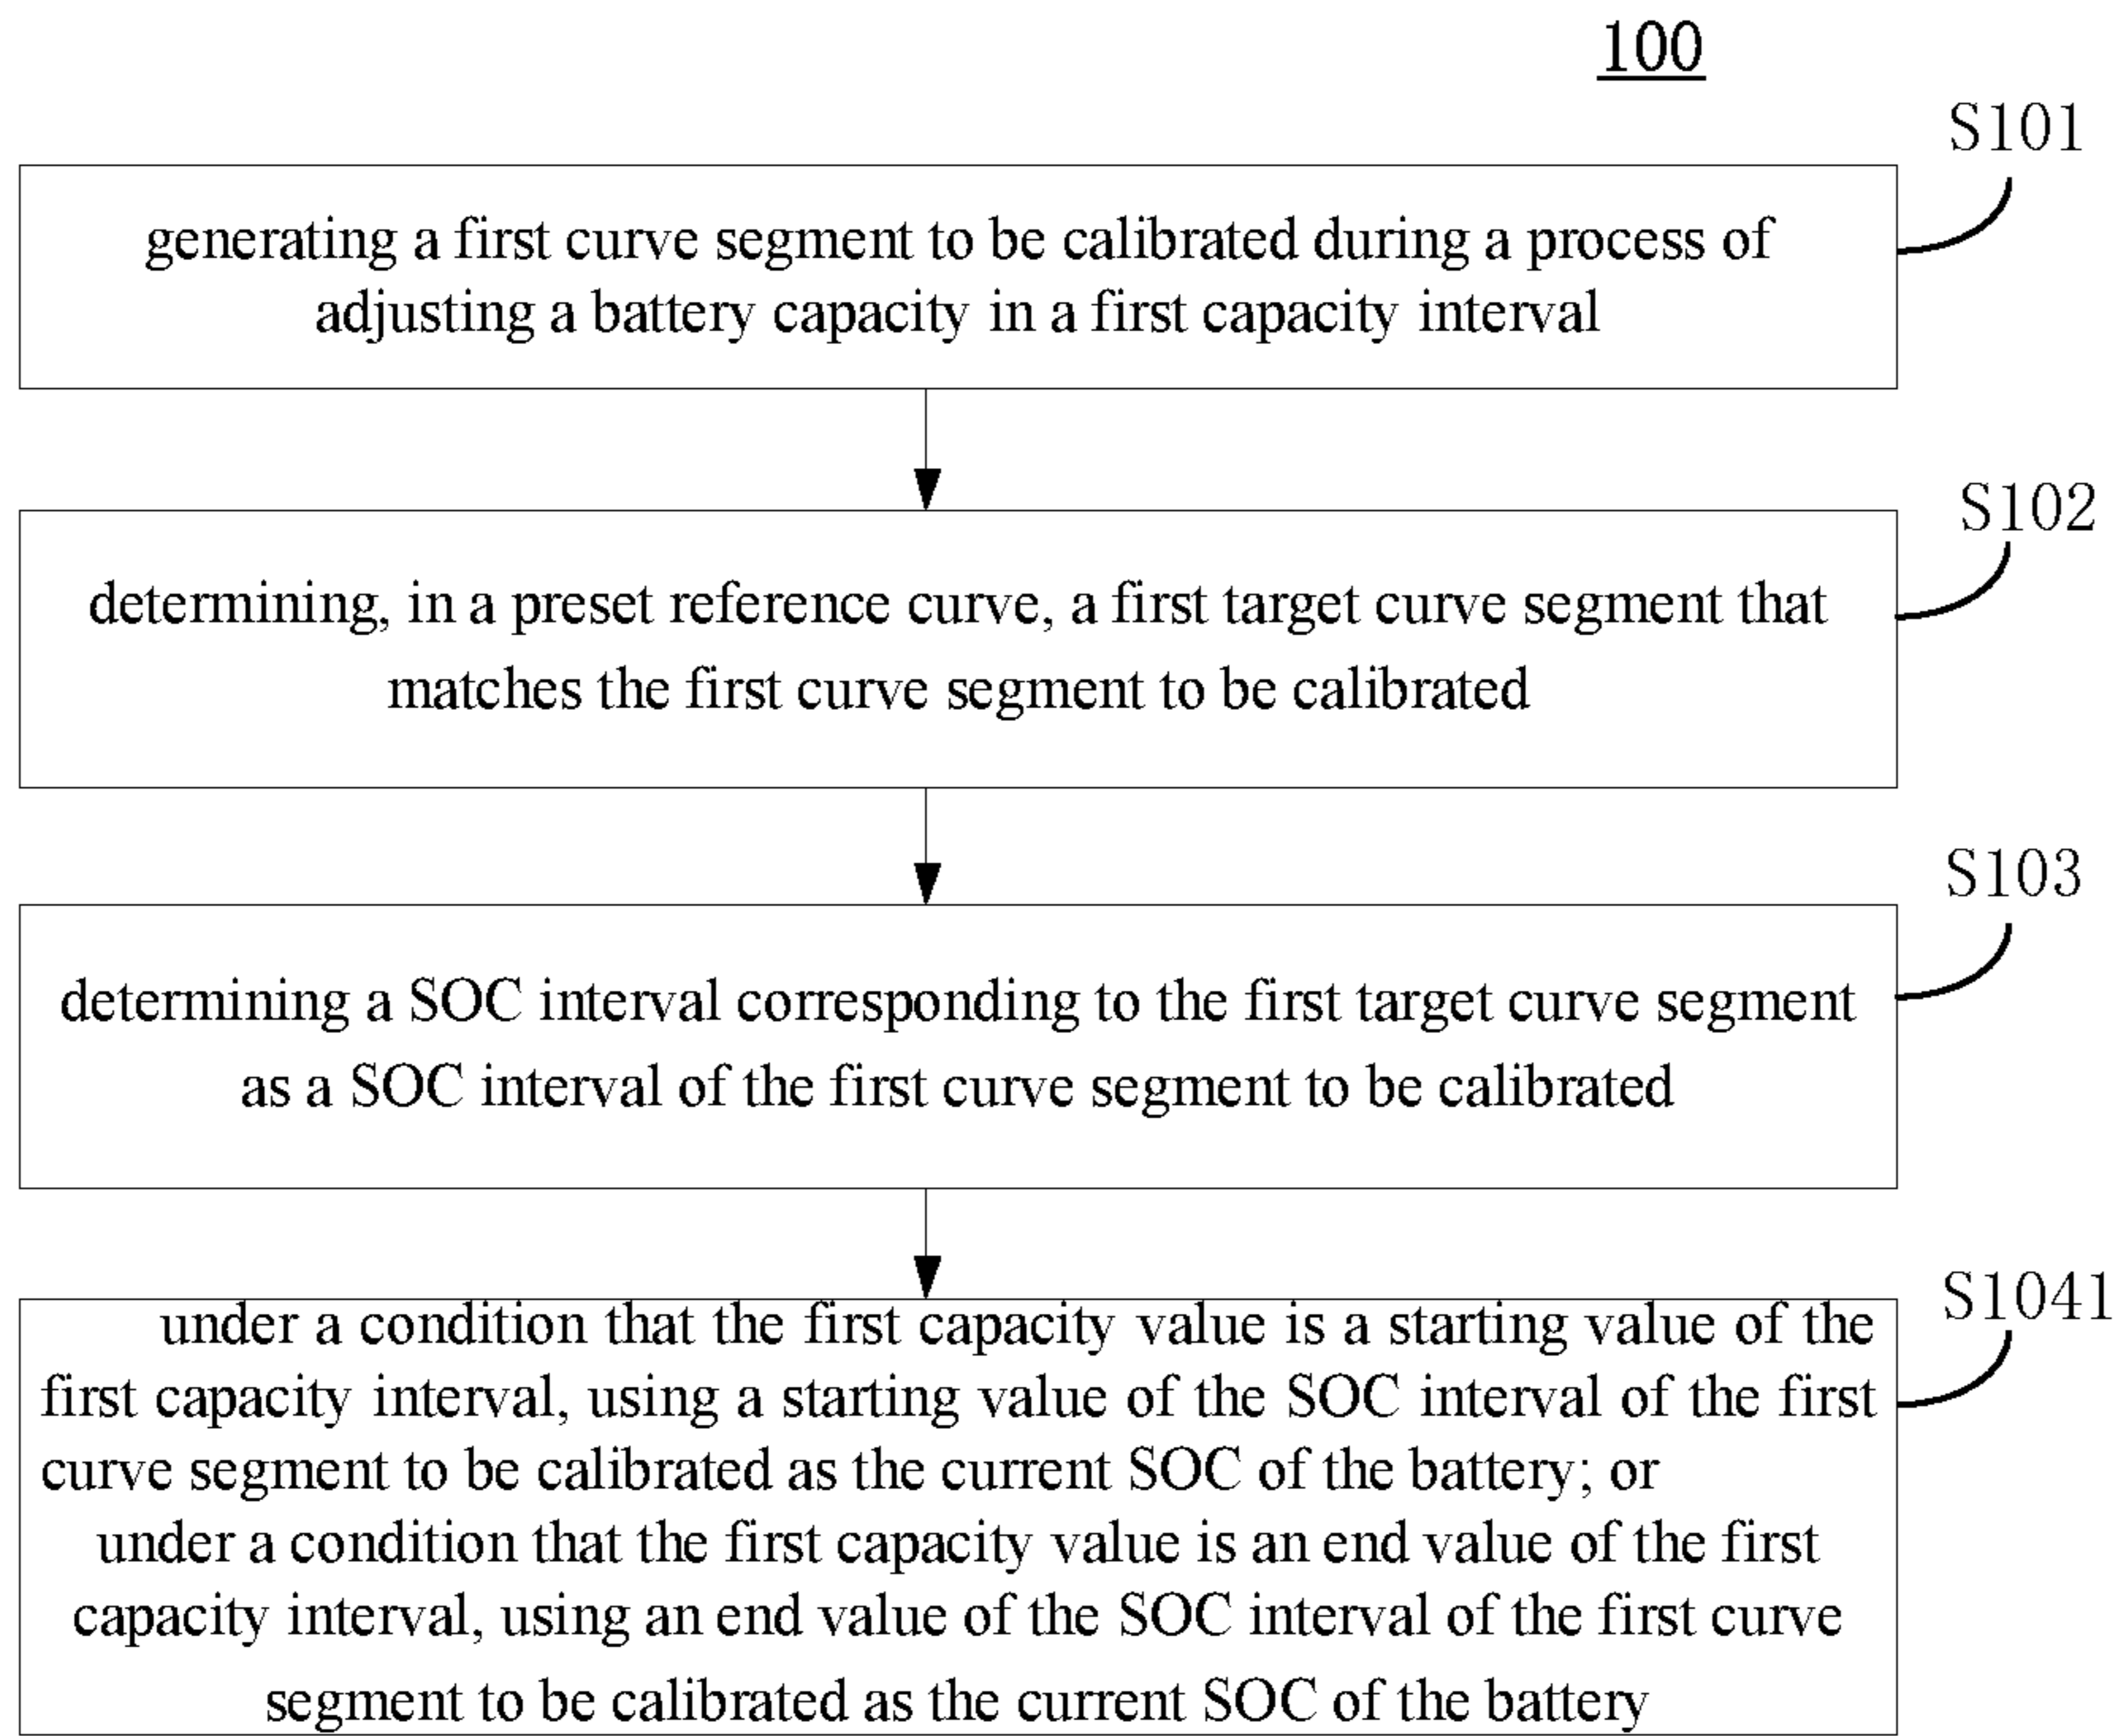 100
S101
generating a first curve segment to be calibrated during a process of
adjusting a battery capacity in a first capacity interval
S102
determining, in a preset reference curve, a first target curve segment that
matches the first curve segment to be calibrated
S103
determining a SOC interval corresponding to the first target curve segment
as a SOC interval of the first curve segment to be calibrated
S1041
under a condition that the first capacity value is a starting value of the
first capacity interval, using a starting value of the SOC interval of the first
curve segment to be calibrated as the current SOC of the battery; or
under a condition that the first capacity value is an end value of the first
capacity interval, using an end value of the SOC interval of the first curve
segment to be calibrated as the current SOC of the battery